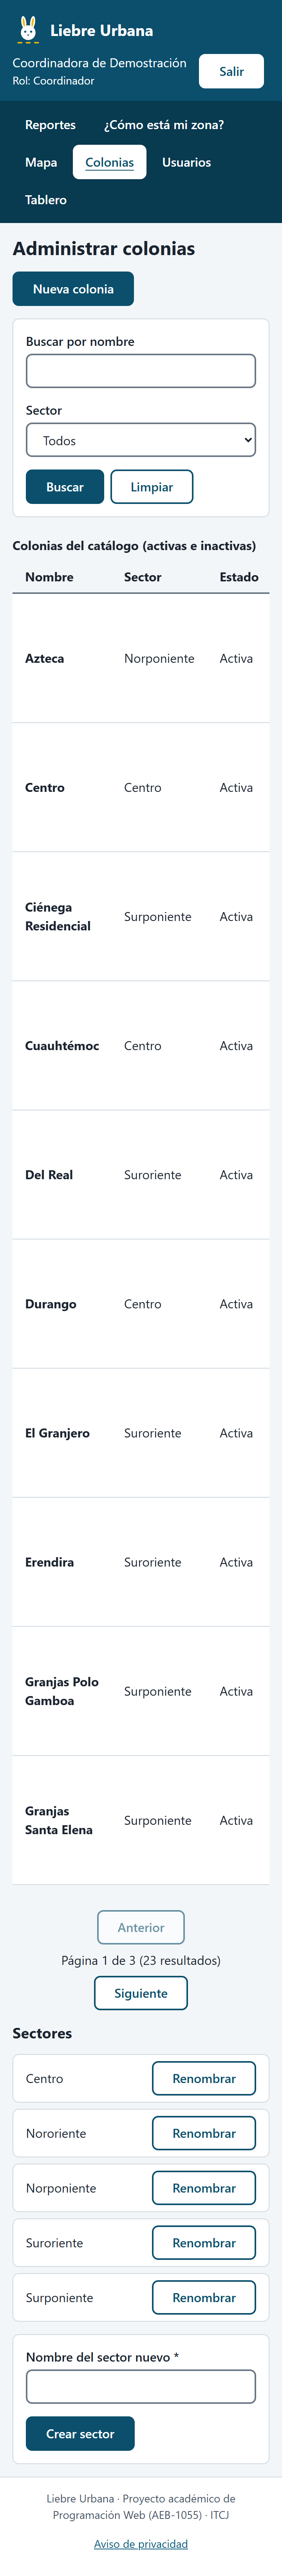 Liebre Urbana
Coordinadora de Demostración
Rol: Coordinador
Salir
Reportes
¿Cómo está mi zona?
Mapa
Colonias
Usuarios
Tablero
Administrar colonias
Nueva colonia
Buscar por nombre
Sector
Todos
Buscar
Limpiar
Colonias del catálogo (activas e inactivas)
Nombre Sector Estado
Azteca Norponiente Activa
Centro Centro Activa
Ciénega
Residencial Surponiente Activa
Cuauhtémoc Centro Activa
Del Real Suroriente Activa
Durango Centro Activa
El Granjero Suroriente Activa
Erendira Suroriente Activa
Granjas Polo
Gamboa Surponiente Activa
Granjas
Santa Elena Surponiente Activa
Anterior
Página 1 de 3 (23 resultados)
Siguiente
Sectores
Centro Renombrar
Nororiente Renombrar
Norponiente Renombrar
Suroriente Renombrar
Surponiente Renombrar
Nombre del sector nuevo *
Crear sector
Liebre Urbana · Proyecto académico de
Programación Web (AEB-1055) · ITCJ
Aviso de privacidad